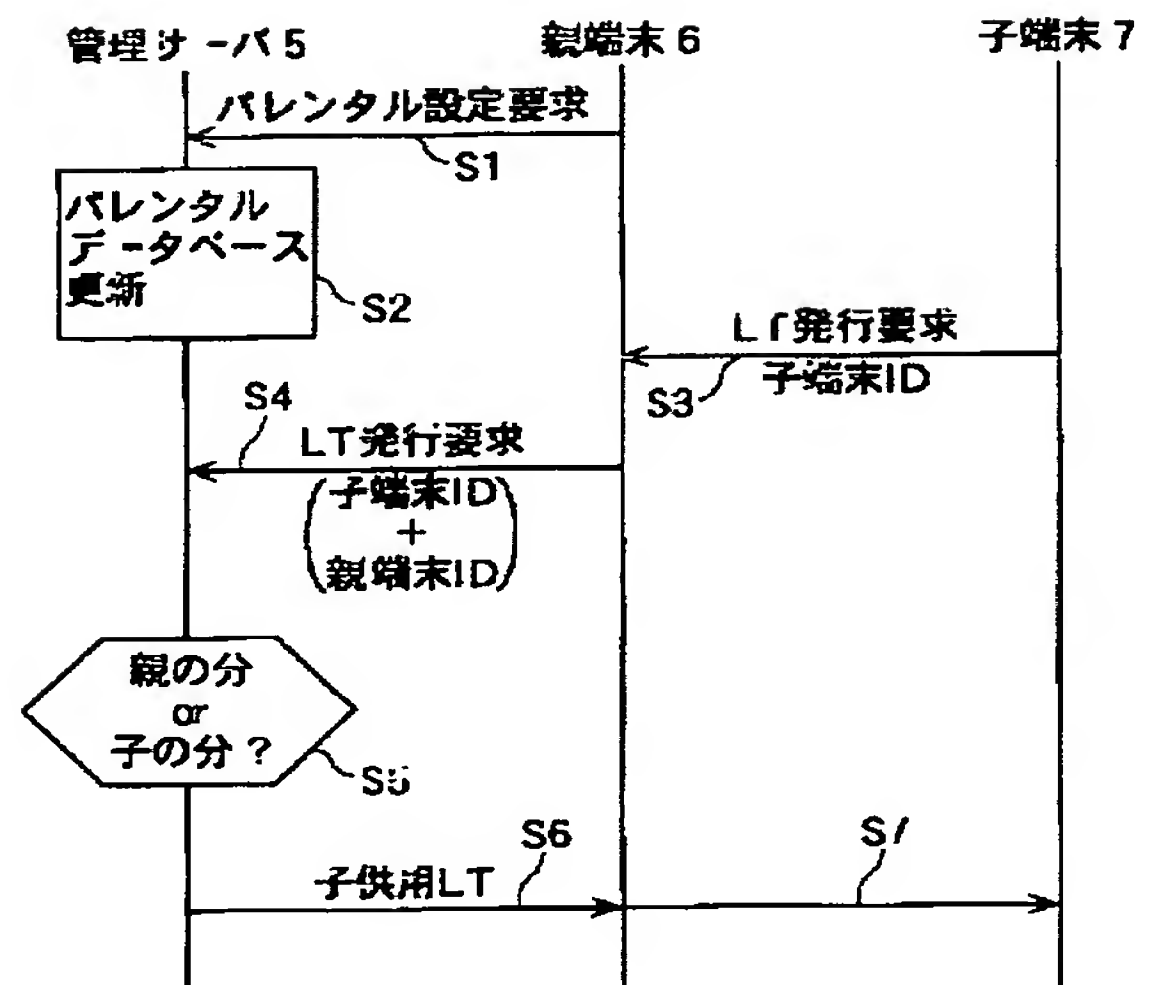 管理サーバ5
親端末6
子端末7
パレンタル設定要求
S1
パレンタル
データベース
更新
S2
LT発行要求
子端末ID
S3
S4
LT発行要求
(子端末ID
+
親端末ID)
親の分
or
子の分?
S5
S6
子供用LT
S7